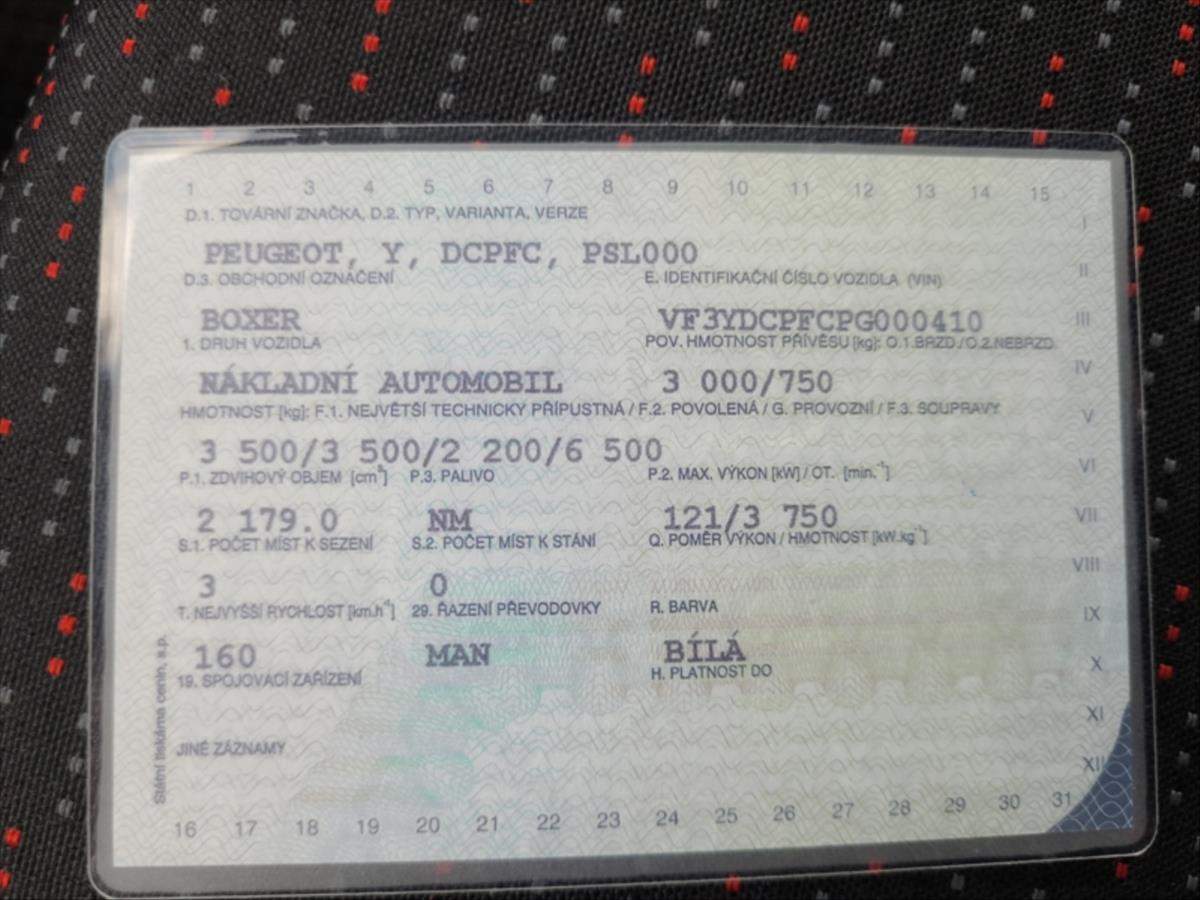 1 2 3 4 5 6 7 8 9 10 11 12 13 14 15
D.1. TOVÁRNÍ ZNAČKA, D.2. TYP, VARIANTA, VERZE
I
PEUGEOT, Y, DCPFC, PSL000
D.3. OBCHODNÍ OZNAČENÍ E. IDENTIFIKAČNÍ ČÍSLO VOZIDLA (VIN)
II
BOXER VF3YDCPFCPG000410
III
1. DRUH VOZIDLA POV. HMOTNOST PŘÍVĚSU [kg]: O.1.BRZD./O.2.NEBRZD.
NÁKLADNÍ AUTOMOBIL 3 000/750
IV
HMOTNOST [kg]: F.1. NEJVĚTŠÍ TECHNICKY PŘÍPUSTNÁ / F.2. POVOLENÁ / G. PROVOZNÍ / F.3. SOUPRAVY
V
3 500/3 500/2 200/6 500
P.1. ZDVIHOVÝ OBJEM [cm³] P.3. PALIVO P.2. MAX. VÝKON [kW] / OT. [min.⁻¹]
VI
2 179.0 NM 121/3 750
VII
S.1. POČET MÍST K SEZENÍ S.2. POČET MÍST K STÁNÍ Q. POMĚR VÝKON / HMOTNOST [kW.kg⁻¹]
VIII
3 0
T. NEJVYŠŠÍ RYCHLOST [km.h⁻¹] 29. ŘAZENÍ PŘEVODOVKY R. BARVA
IX
160 MAN BÍLÁ
X
19. SPOJOVACÍ ZAŘÍZENÍ H. PLATNOST DO
XI
JINÉ ZÁZNAMY
XII
Státní tiskárna cenin, s.p.
16 17 18 19 20 21 22 23 24 25 26 27 28 29 30 31